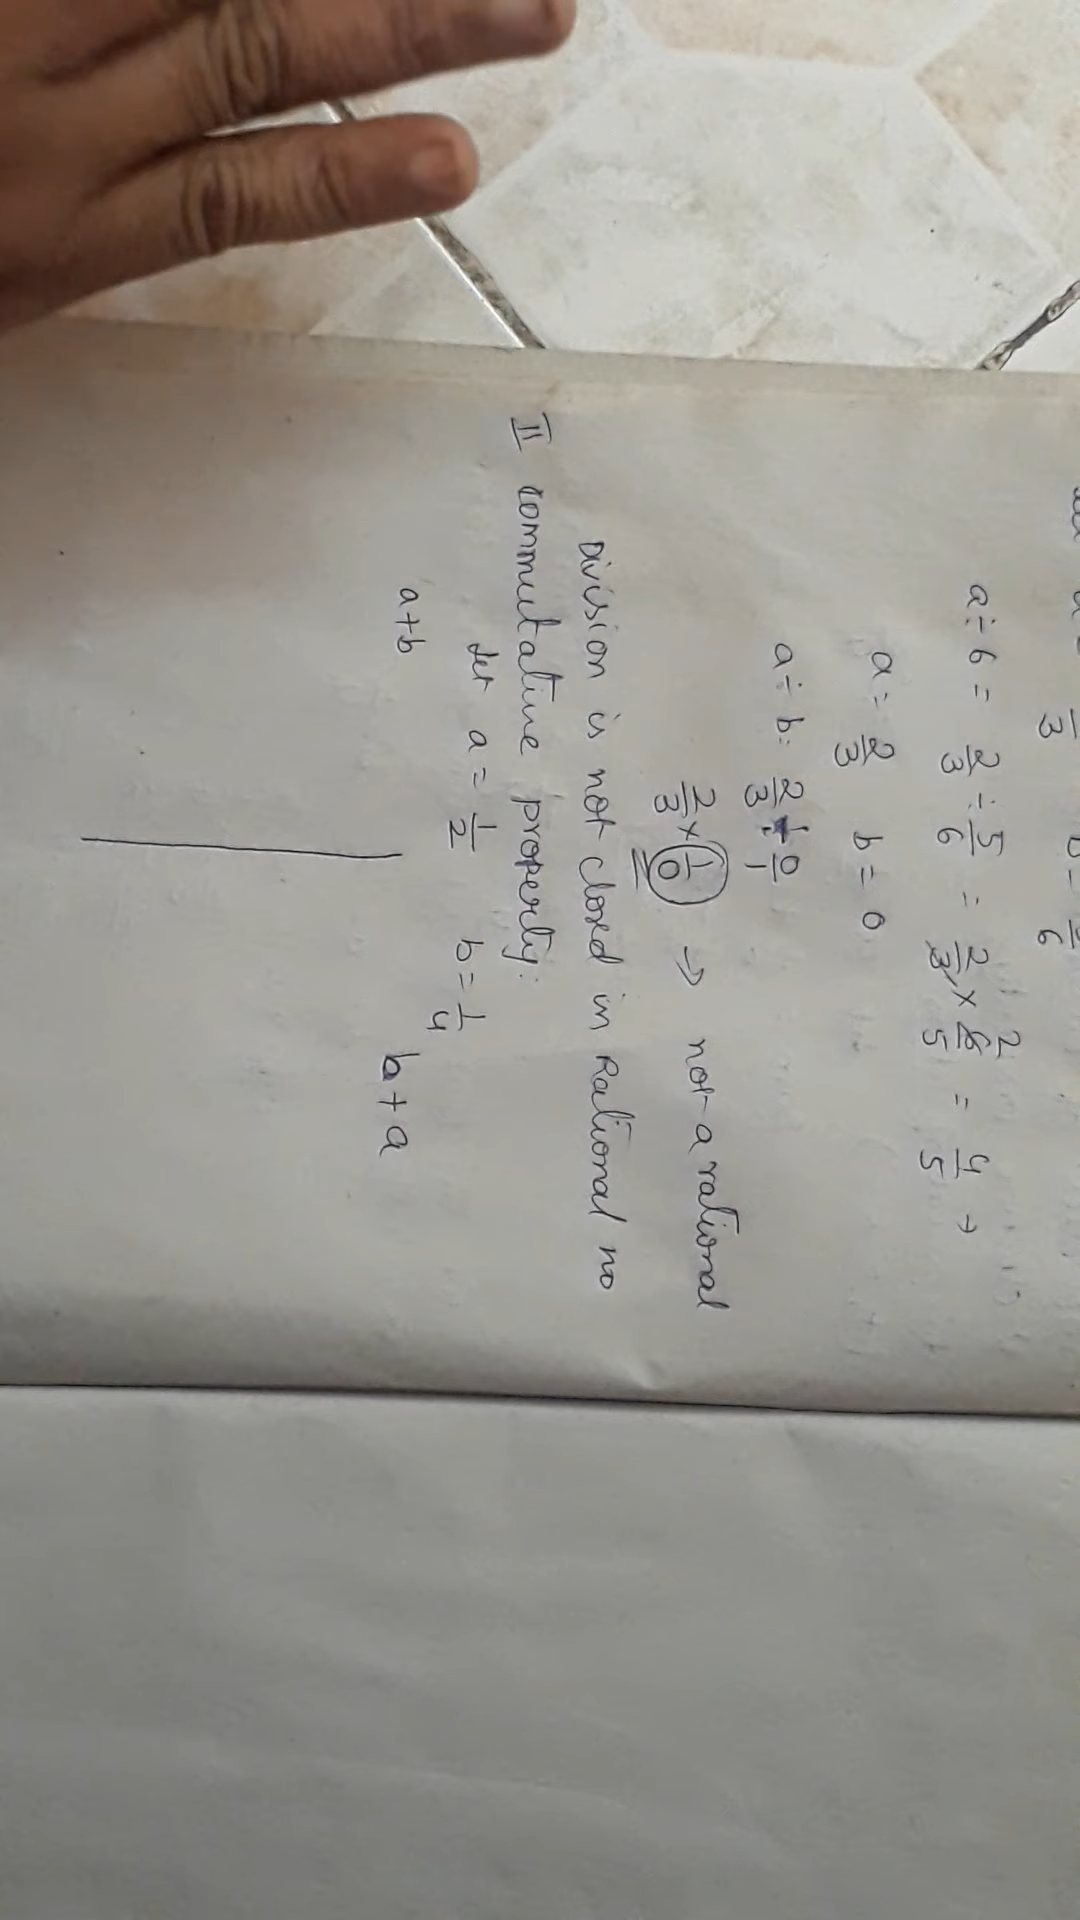 a÷b = 2/3 ÷ 5/6 = 2/3 × 6/5 2 = 4/5 →
a = 2/3 b = 0
a÷b = 2/3 ÷ 0/1
2/3 × 1/0 → not a rational
Division is not closed in Rational no
II commutative property:
Let a = 1/2 b = 1/4
a+b b+a